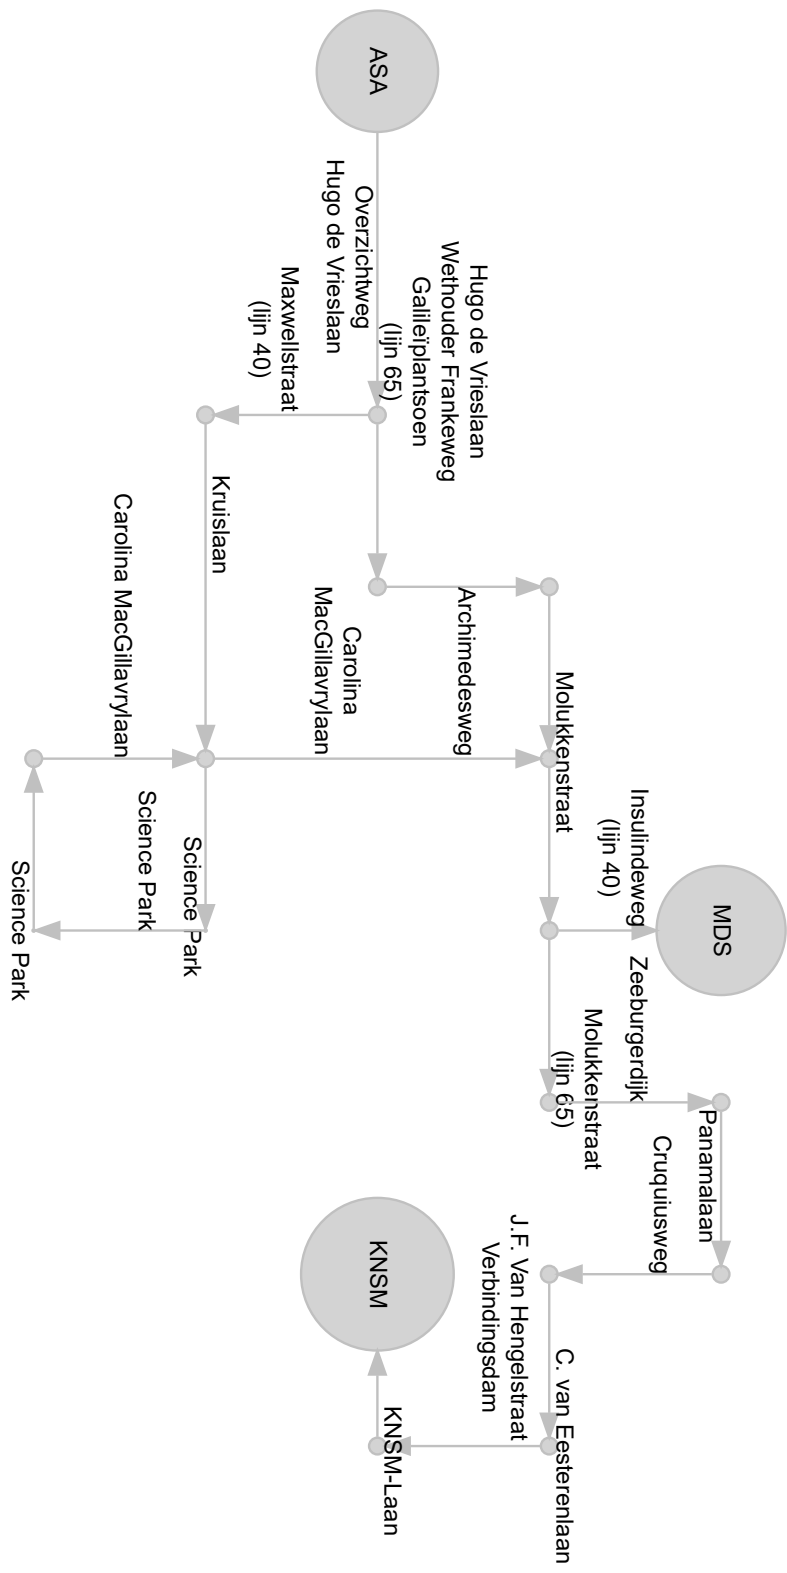 ASA
Overzichtweg
Hugo de Vrieslaan
Hugo de Vrieslaan
Wethouder Frankeweg
Galileïplantsoen
(lijn 65)
Maxwellstraat
(lijn 40)
Kruislaan
Archimedesweg
Carolina
MacGillavrylaan
Carolina MacGillavrylaan
Molukkenstraat
Science Park
Science Park
Science Park
Insulindeweg
(lijn 40)
MDS
Molukkenstraat
(lijn 65)
Zeeburgerdijk
Panamalaan
Cruquiusweg
C. van Eesterenlaan
J.F. Van Hengelstraat
Verbindingsdam
KNSM-Laan
KNSM